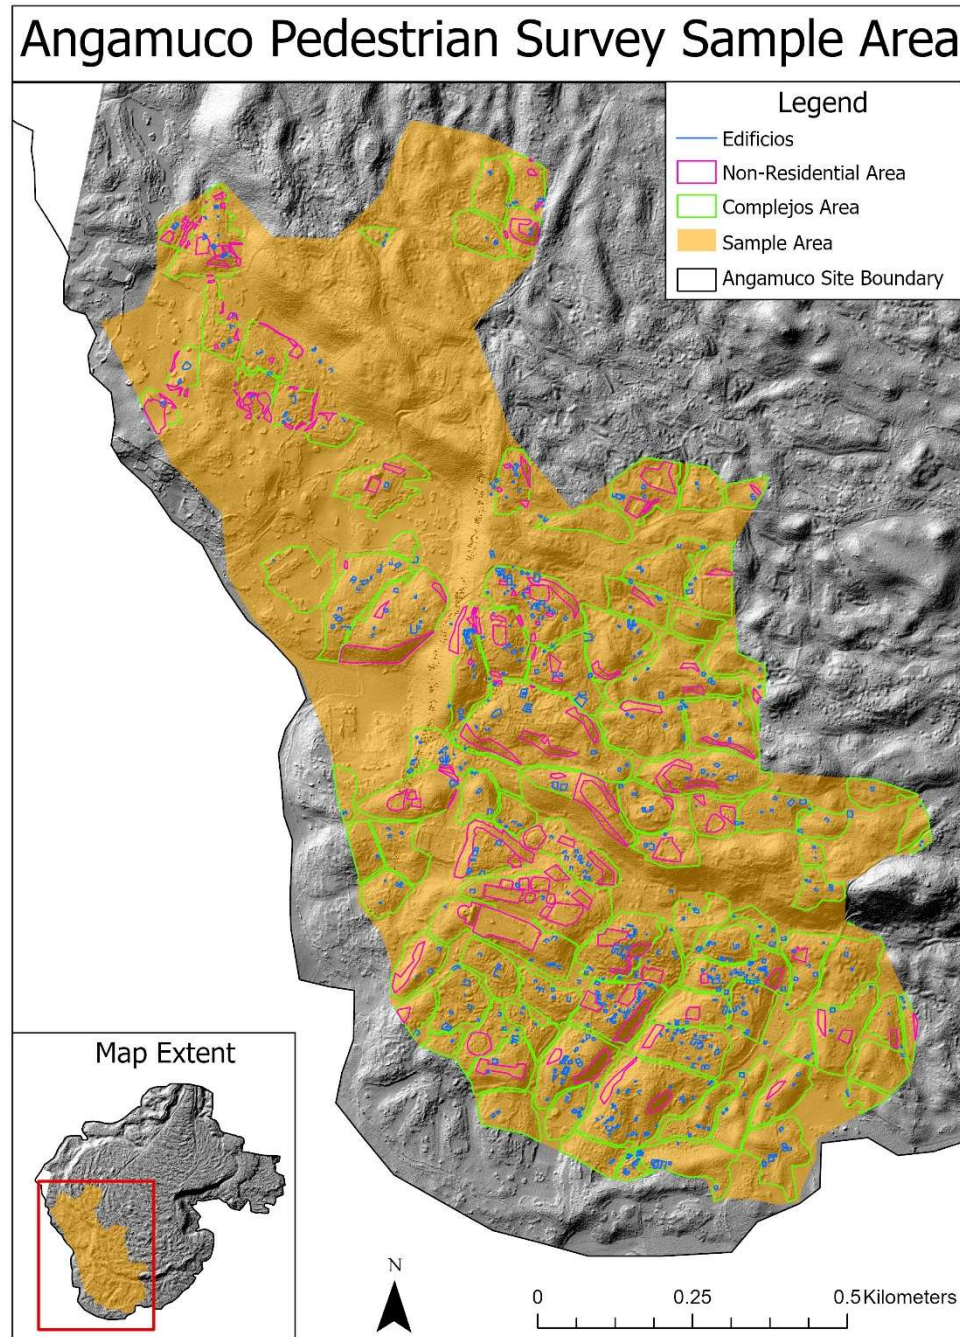 Angamuco Pedestrian Survey Sample Area
Legend
Edificios
Non-Residential Area
Complejos Area
Sample Area
Angamuco Site Boundary
Map Extent
N
0 0.25 0.5 Kilometers